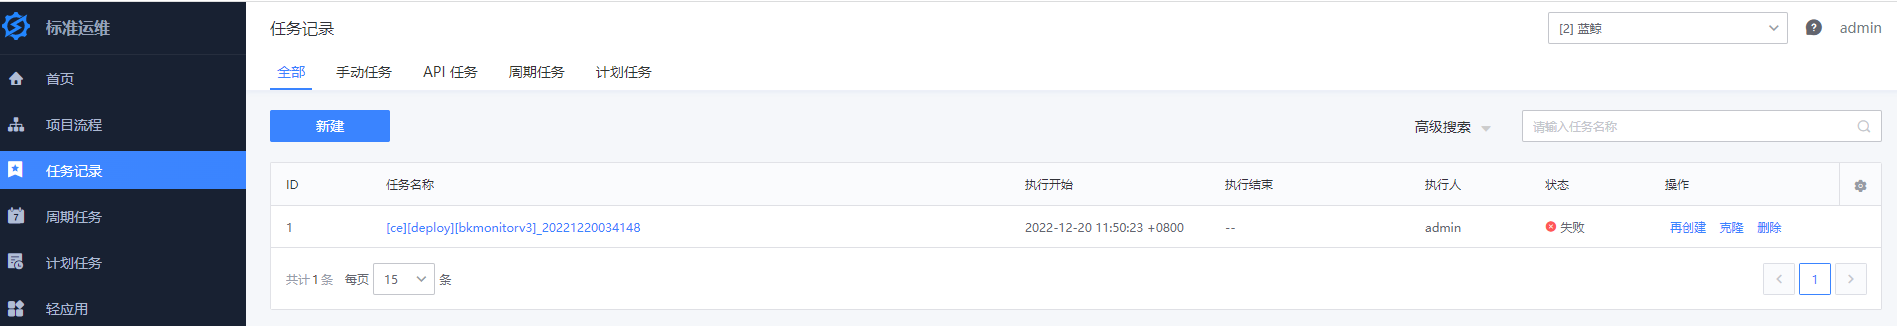 标准运维
首页
项目流程
任务记录
周期任务
计划任务
轻应用
任务记录
[2] 蓝鲸
admin
全部 手动任务 API 任务 周期任务 计划任务
新建
高级搜索
请输入任务名称
ID 任务名称 执行开始 执行结束 执行人 状态 操作
1 [ce][deploy][bkmonitorv3]_20221220034148 2022-12-20 11:50:23 +0800 -- admin 失败 再创建 克隆 删除
共计 1 条 每页 15 条
1